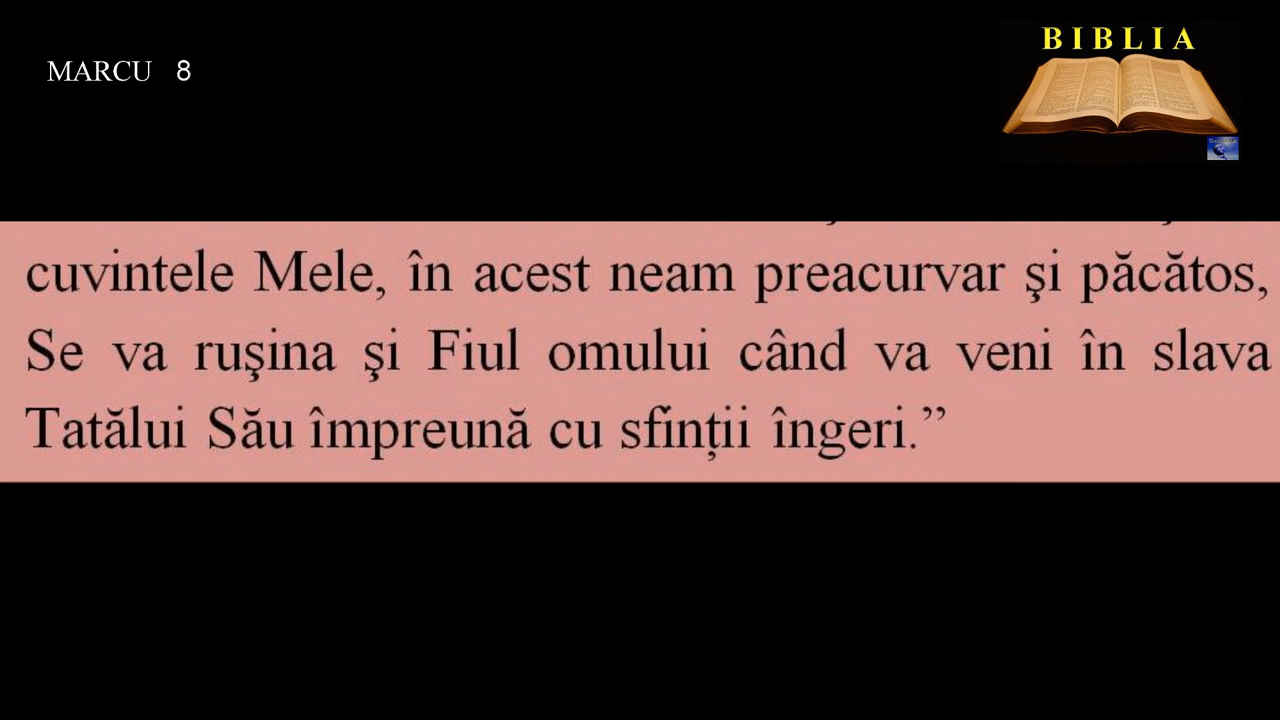 BIBLIA
MARCU 8
cuvintele Mele, în acest neam preacurvar şi păcătos,
Se va ruşina şi Fiul omului când va veni în slava
Tatălui Său împreună cu sfinții îngeri.”